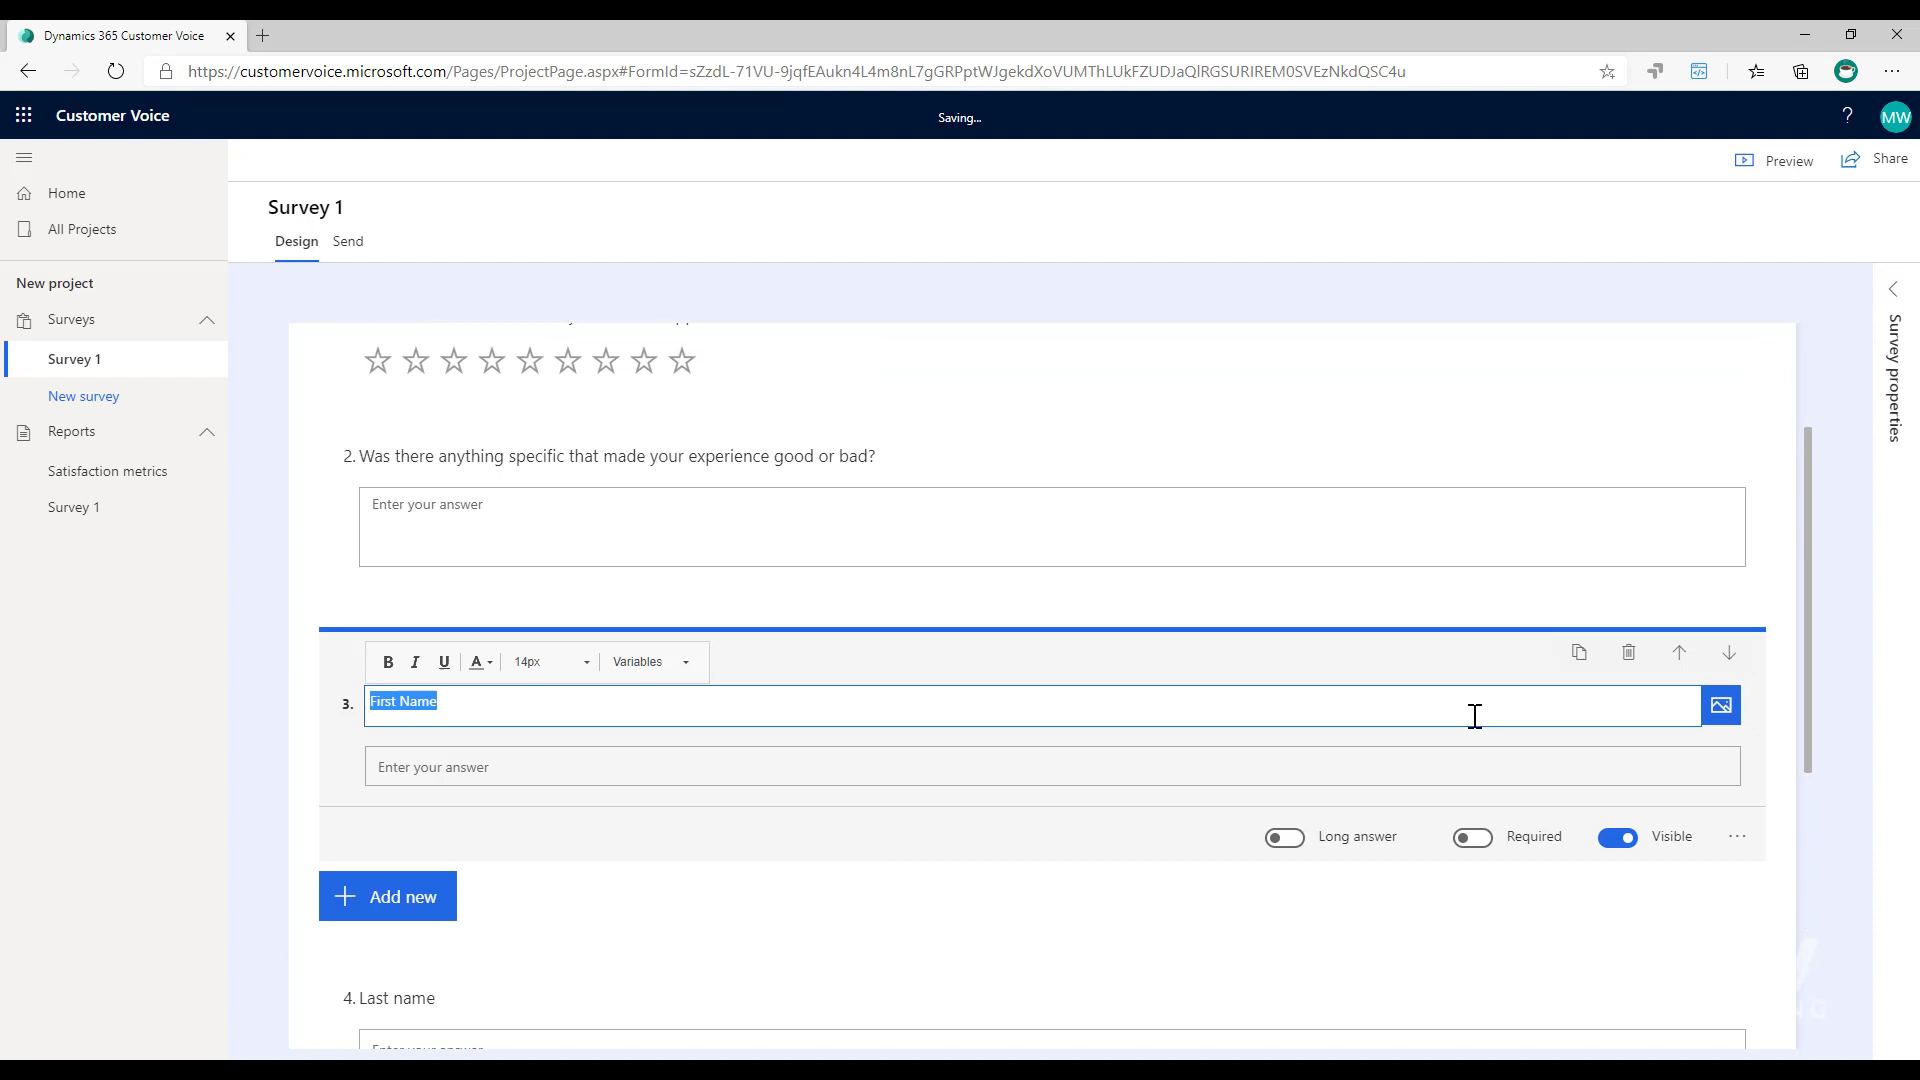 Dynamics 365 Customer Voice
https://customervoice.microsoft.com/Pages/ProjectPage.aspx#FormId=sZzdL-71VU-9jqfEAukn4L4m8nL7gGRPptWJgekdXoVUMThLUkFZUDJaQlRGSURIREM0SVEzNkdQSC4u
Customer Voice
Saving...
?
MW
Preview
Share
Home
All Projects
New project
Surveys
Survey 1
New survey
Reports
Satisfaction metrics
Survey 1
Survey 1
Design Send
Survey properties
2. Was there anything specific that made your experience good or bad?
Enter your answer
B I U A 14px Variables
3. First Name
Enter your answer
Long answer Required Visible ...
+ Add new
4. Last name